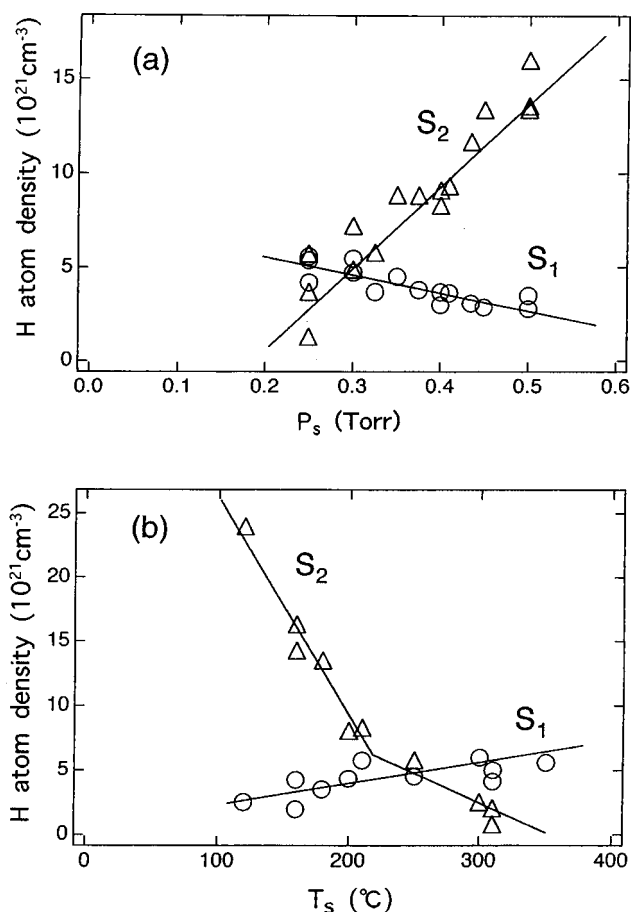 (a)
H atom density (10²¹cm⁻³)
15
10
5
0
S₂
S₁
0.0 0.1 0.2 0.3 0.4 0.5 0.6
Pₛ (Torr)
(b)
H atom density (10²¹cm⁻³)
25
20
15
10
5
0
S₂
S₁
0 100 200 300 400
Tₛ (℃)